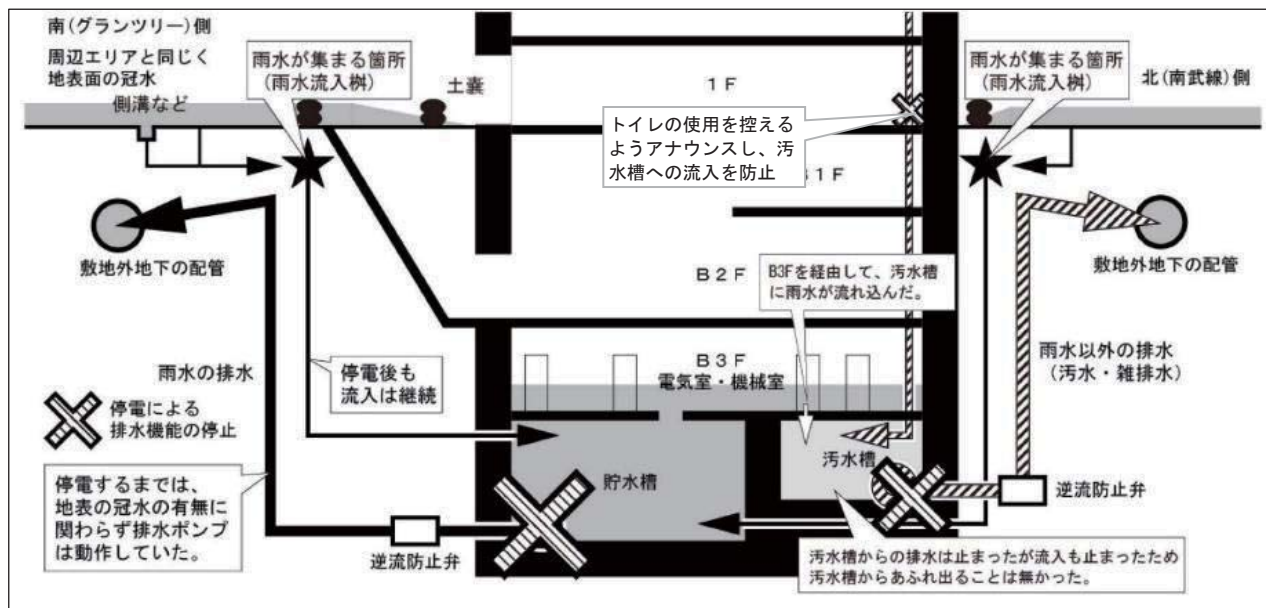 南(グランツリー)側
周辺エリアと同じく
地表面の冠水
側溝など
雨水が集まる箇所
(雨水流入桝)
土嚢
1F
トイレの使用を控える
ようアナウンスし、汚
水槽への流入を防止
雨水が集まる箇所
(雨水流入桝)
北(南武線)側
1F
敷地外地下の配管
B2F
B3Fを経由して、汚水槽
に雨水が流れ込んだ。
敷地外地下の配管
雨水の排水
停電後も
流入は継続
B3F
電気室・機械室
雨水以外の排水
(汚水・雑排水)
停電による
排水機能の停止
停電するまでは、
地表の冠水の有無に
関わらず排水ポンプ
は動作していた。
貯水槽
汚水槽
逆流防止弁
逆流防止弁
汚水槽からの排水は止まったが流入も止まったため
汚水槽からあふれ出ることは無かった。